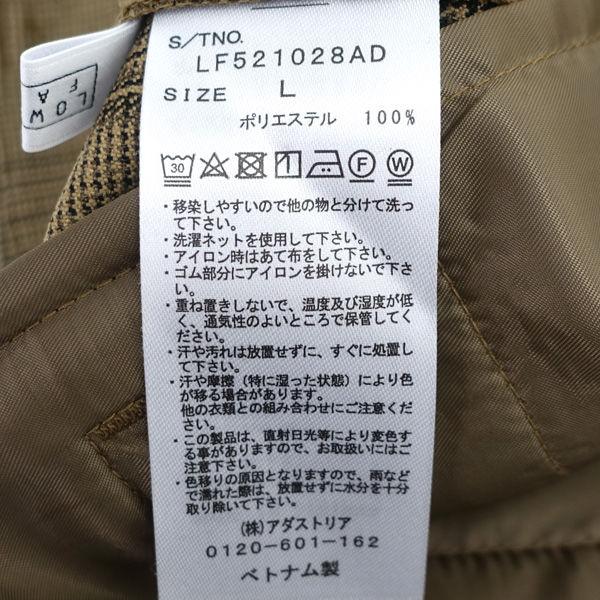 S/TNO.
LF521028AD
SIZE L
ポリエステル 100%
30 F W
・移染しやすいので他の物と分けて洗っ
て下さい。
・洗濯ネットを使用して下さい。
・アイロン時はあて布をして下さい。
・ゴム部分にアイロンを掛けないで下さ
い。
・重ね置きしないで、温度及び湿度が低
く、通気性のよいところで保管してく
ださい。
・汗や汚れは放置せずに、すぐに処置し
て下さい。
・汗や摩擦（特に湿った状態）により色
が移る場合があります。
他の衣類との組み合わせにご注意くだ
さい。
・この製品は、直射日光等により変色す
る事がありますので、お取扱いにはご
注意下さい。
・色移りの原因となりますので、雨など
で濡れた際は、放置せずに水分を十分
取り除いて下さい。
(株)アダストリア
0120-601-162
ベトナム製
LOW
FA